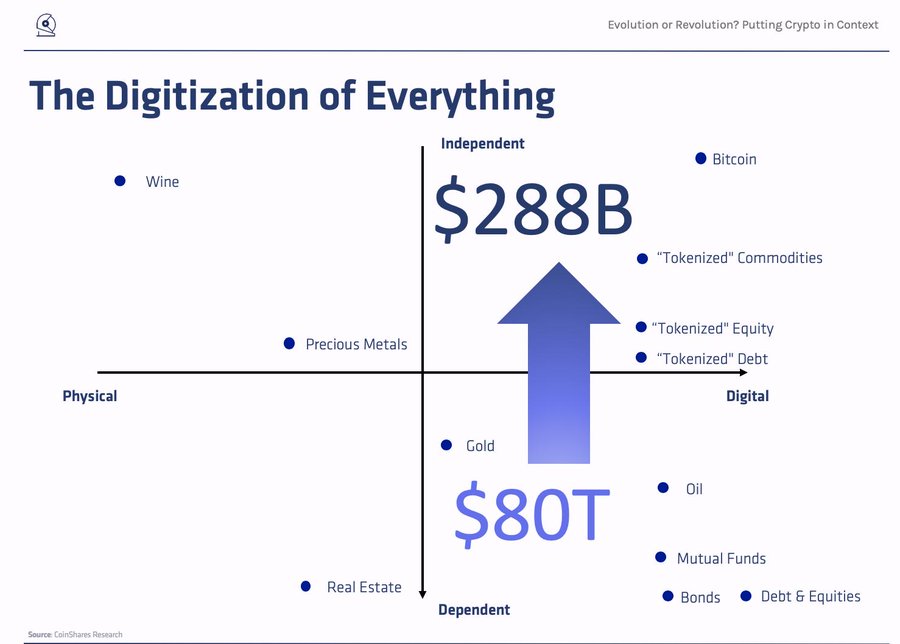 Evolution or Revolution? Putting Crypto in Context
The Digitization of Everything
Independent
Bitcoin
Wine
$288B
“Tokenized" Commodities
“Tokenized" Equity
Precious Metals
“Tokenized" Debt
Physical
Digital
Gold
$80T
Oil
Mutual Funds
Real Estate
Bonds
Debt & Equities
Dependent
Source: CoinShares Research